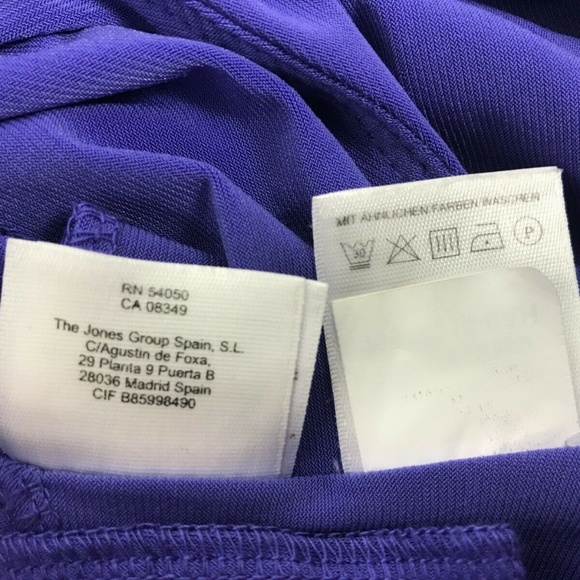 RN 54050
CA 08349
The Jones Group Spain, S.L.
C/Agustin de Foxa,
29 Planta 9 Puerta B
28036 Madrid Spain
CIF B85998490
MIT ÄHNLICHEN FARBEN WASCHEN
30
P